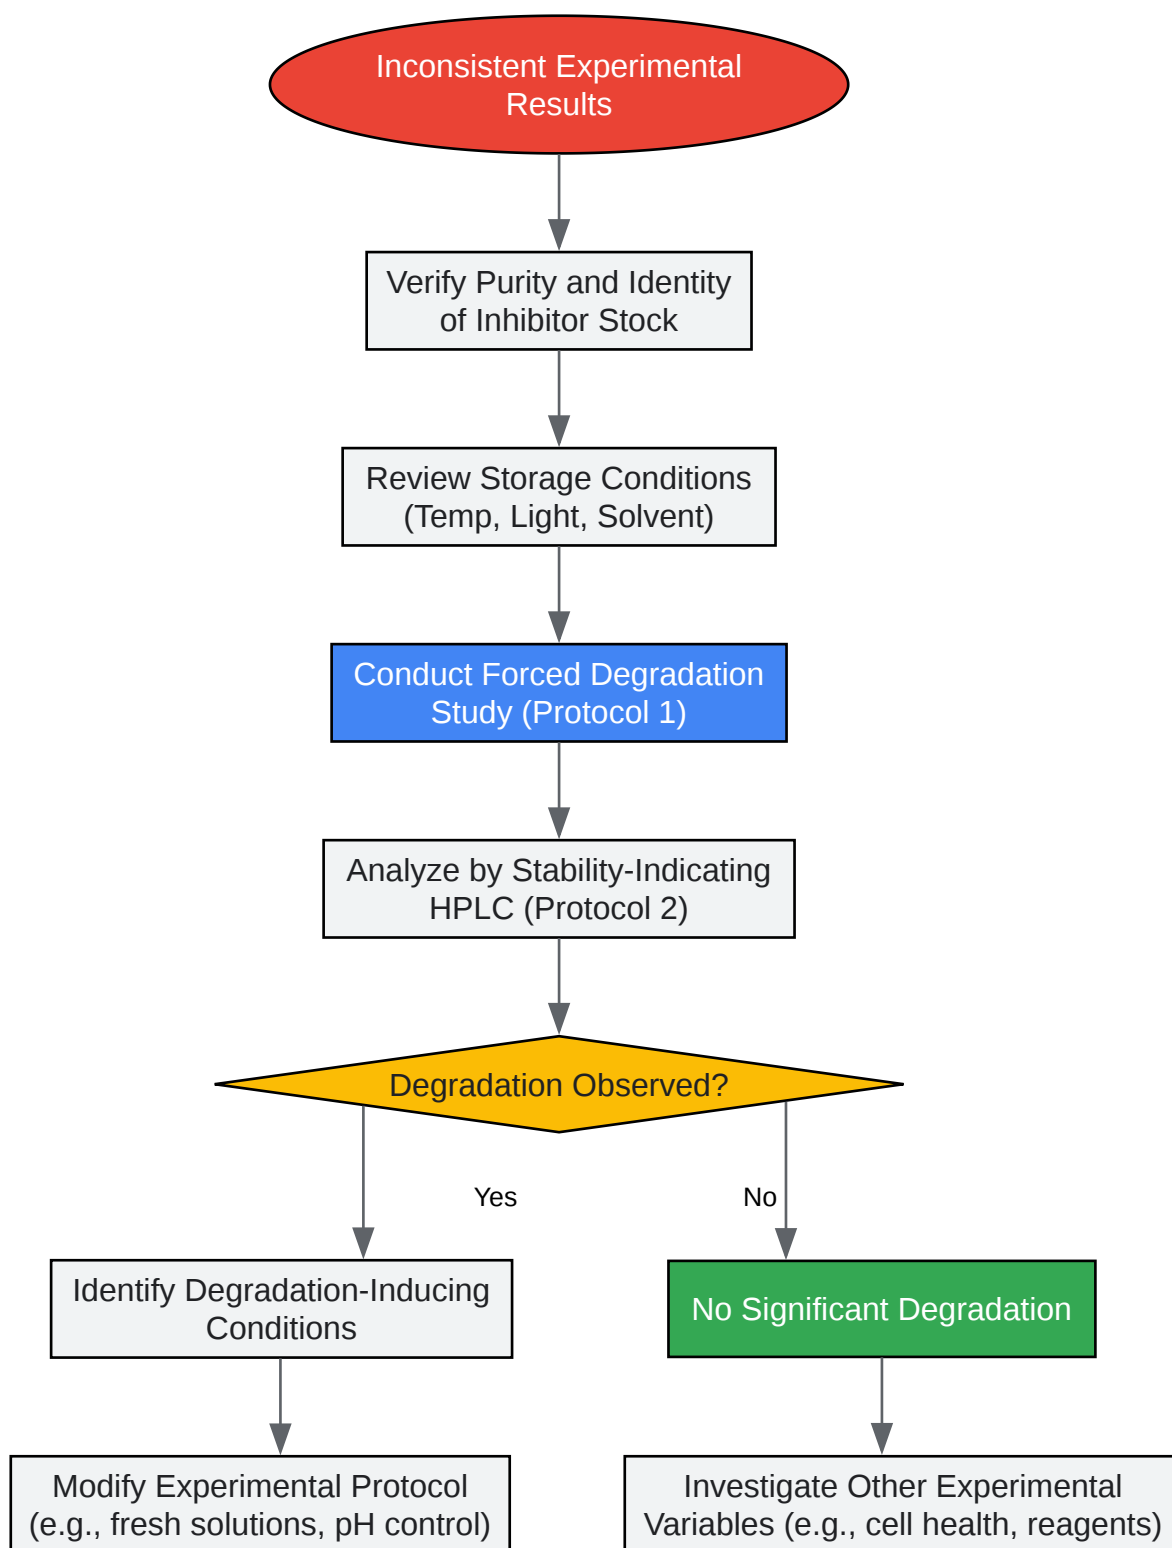 Inconsistent Experimental
Results
Verify Purity and Identity
of Inhibitor Stock
Review Storage Conditions
(Temp, Light, Solvent)
Conduct Forced Degradation
Study (Protocol 1)
Analyze by Stability-Indicating
HPLC (Protocol 2)
Degradation Observed?
Yes
No
Identify Degradation-Inducing
Conditions
No Significant Degradation
Modify Experimental Protocol
(e.g., fresh solutions, pH control)
Investigate Other Experimental
Variables (e.g., cell health, reagents)